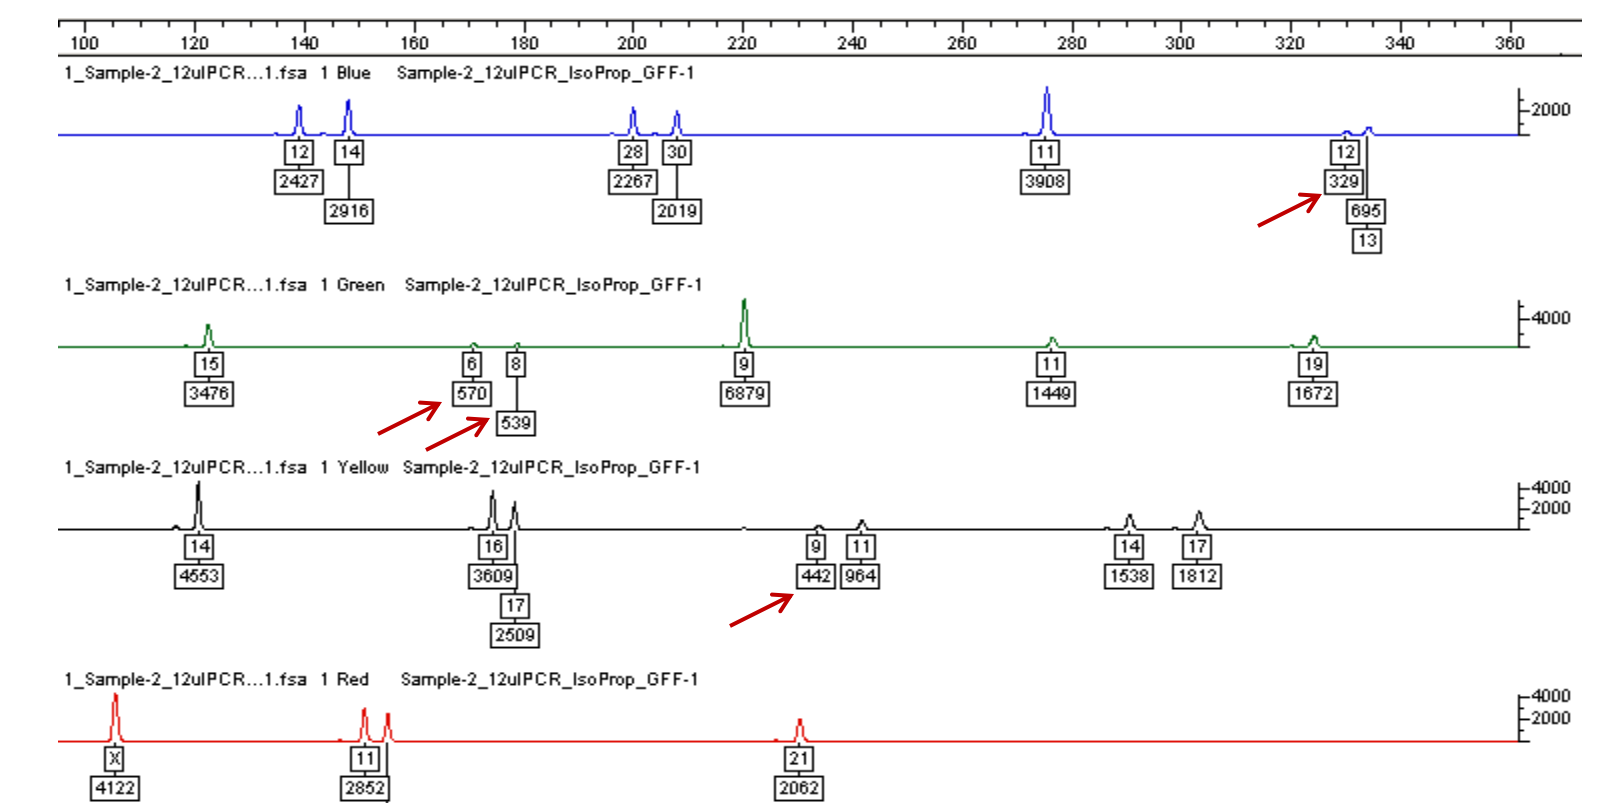 100 120 140 160 180 200 220 240 260 280 300 320 340 360
1_Sample-2_12ulPCR...1.fsa 1 Blue Sample-2_12ulPCR_IsoProp_GFF-1
2000
12 14 28 30 11 12
2427 2267 3908 329
2916 2019 695
13
1_Sample-2_12ulPCR...1.fsa 1 Green Sample-2_12ulPCR_IsoProp_GFF-1
4000
15 6 8 9 11 19
3476 570 6879 1449 1672
539
1_Sample-2_12ulPCR...1.fsa 1 Yellow Sample-2_12ulPCR_IsoProp_GFF-1
4000
2000
14 16 9 11 14 17
4553 3609 442 964 1538 1812
17
2509
1_Sample-2_12ulPCR...1.fsa 1 Red Sample-2_12ulPCR_IsoProp_GFF-1
4000
2000
X 11 21
4122 2852 2062